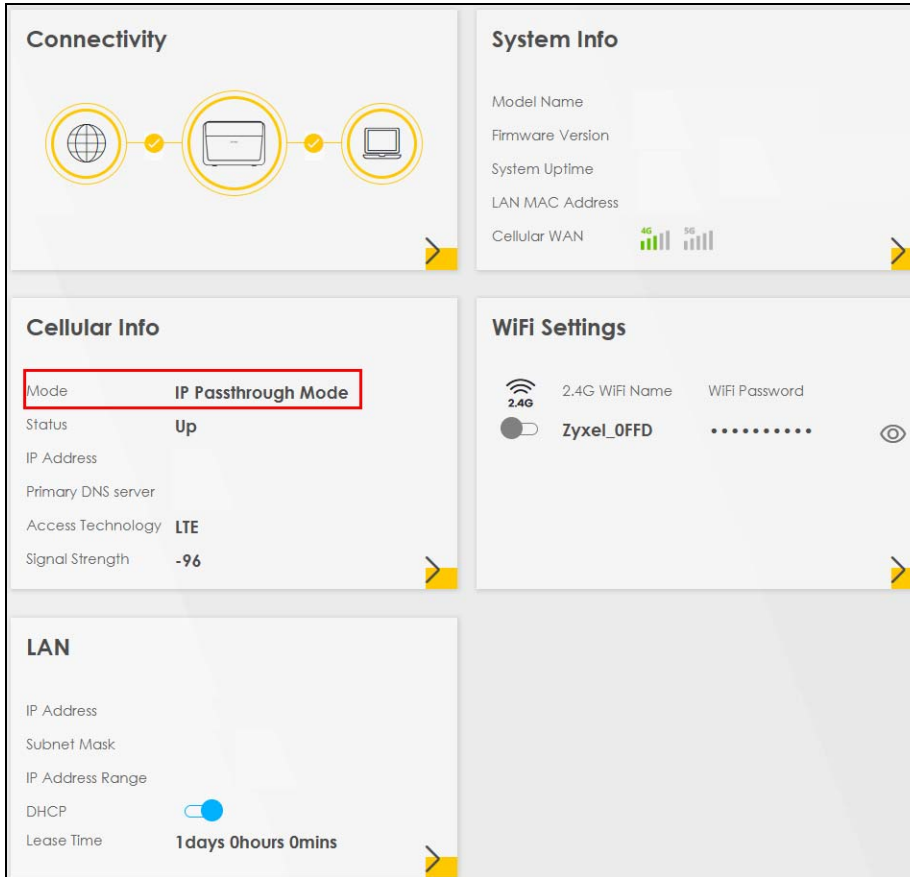 Connectivity
System Info
Model Name
Firmware Version
System Uptime
LAN MAC Address
Cellular WAN 4G 5G
Cellular Info
Mode IP Passthrough Mode
Status Up
IP Address
Primary DNS server
Access Technology LTE
Signal Strength -96
WiFi Settings
2.4G 2.4G WiFi Name WiFi Password
Zyxel_0FFD ••••••••••
LAN
IP Address
Subnet Mask
IP Address Range
DHCP
Lease Time 1days 0hours 0mins